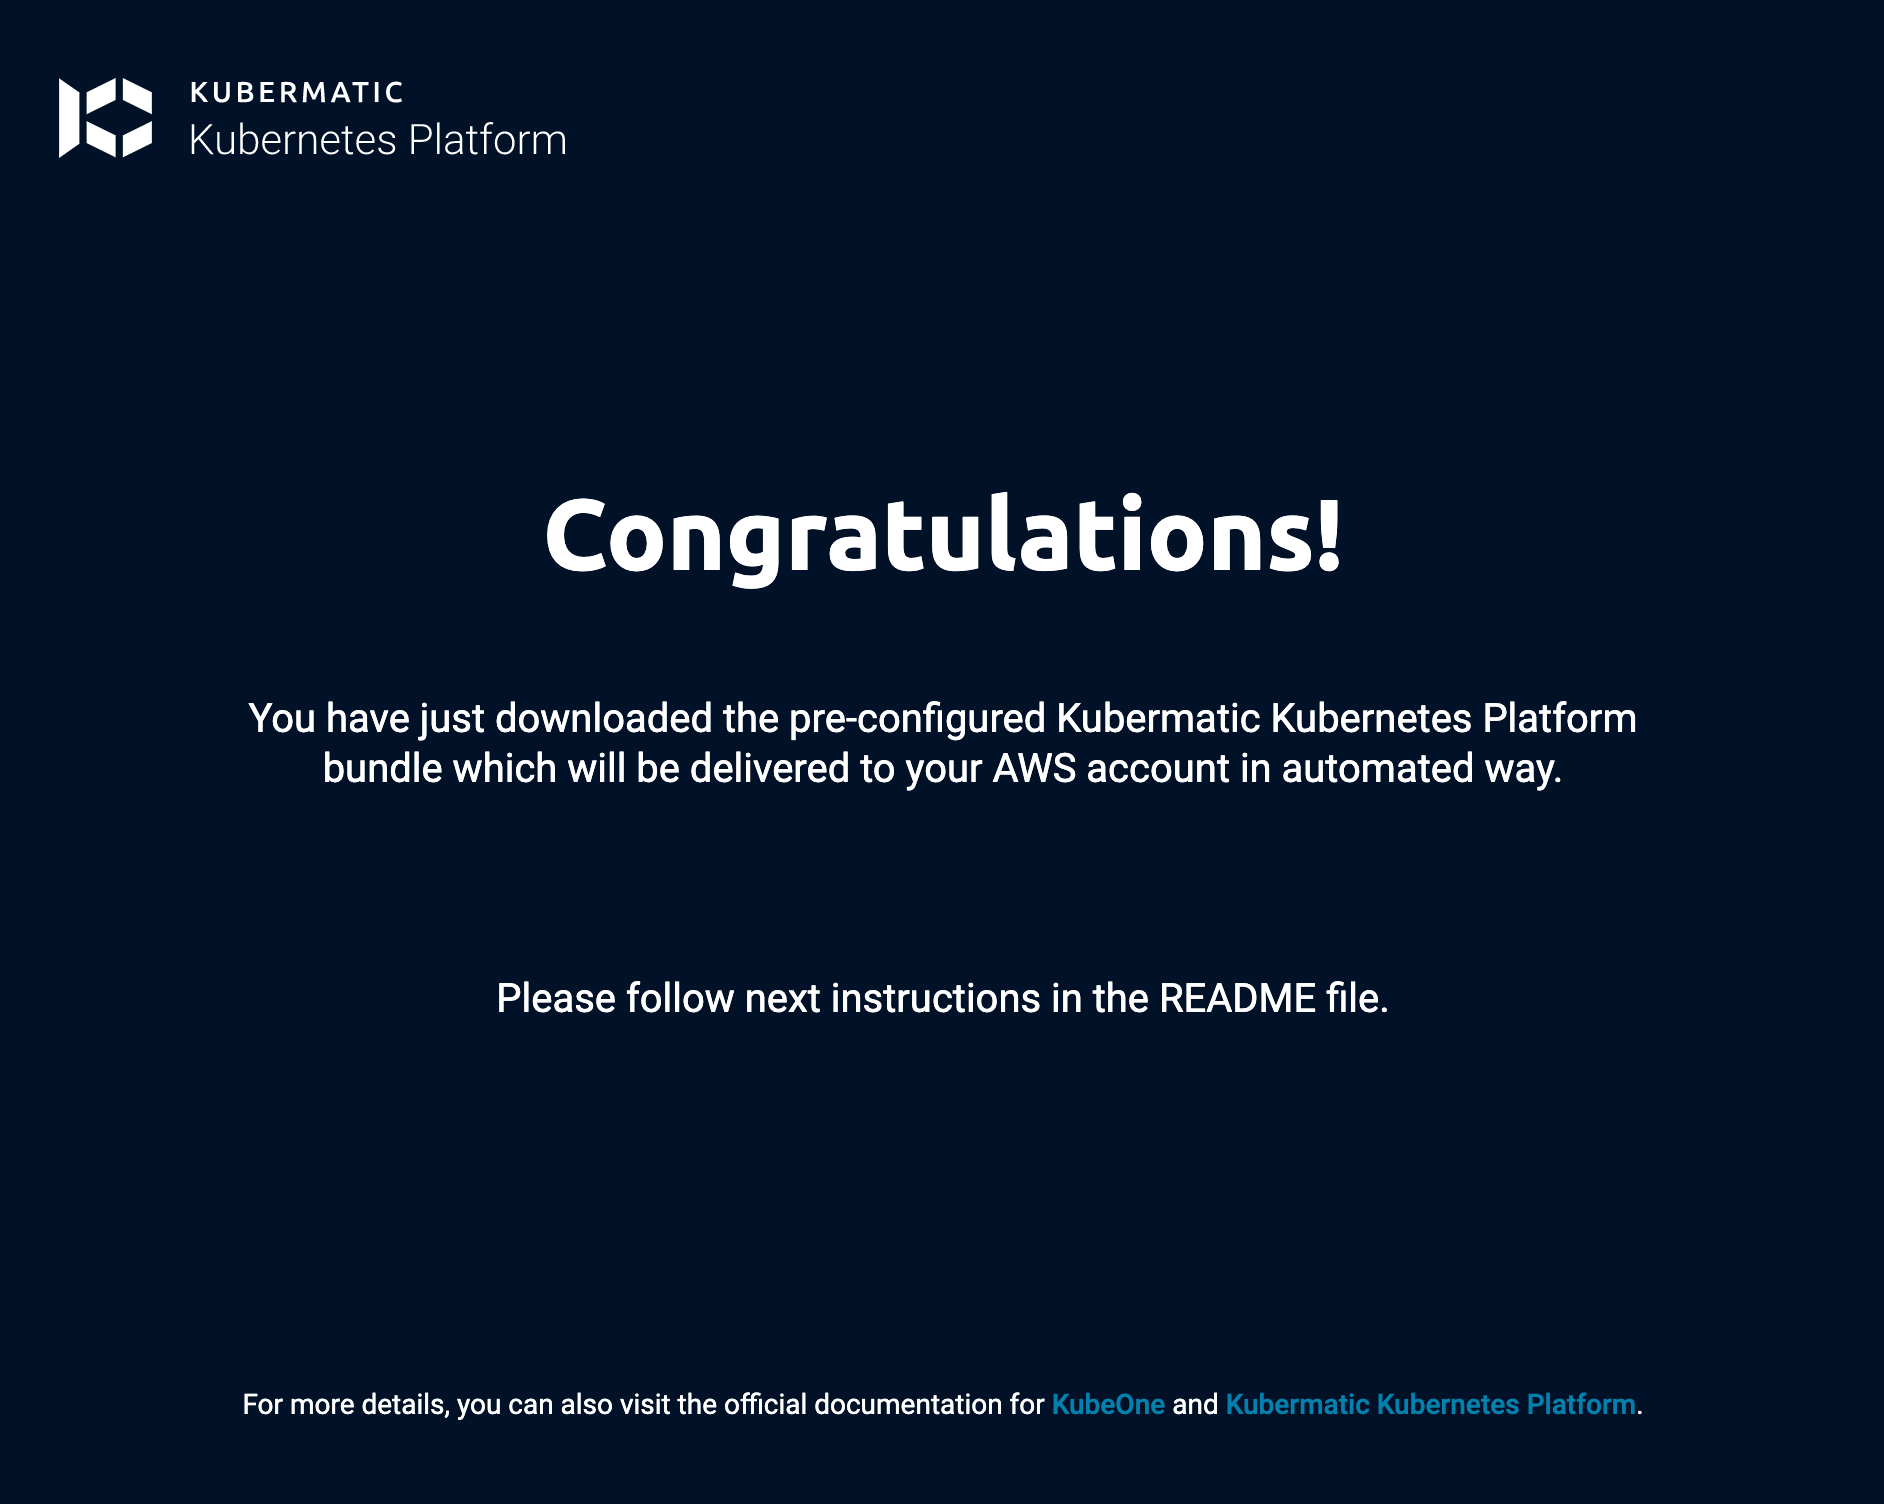 KUBERMATIC
Kubernetes Platform
Congratulations!
You have just downloaded the pre-configured Kubermatic Kubernetes Platform
bundle which will be delivered to your AWS account in automated way.
Please follow next instructions in the README file.
For more details, you can also visit the official documentation for KubeOne and Kubermatic Kubernetes Platform.